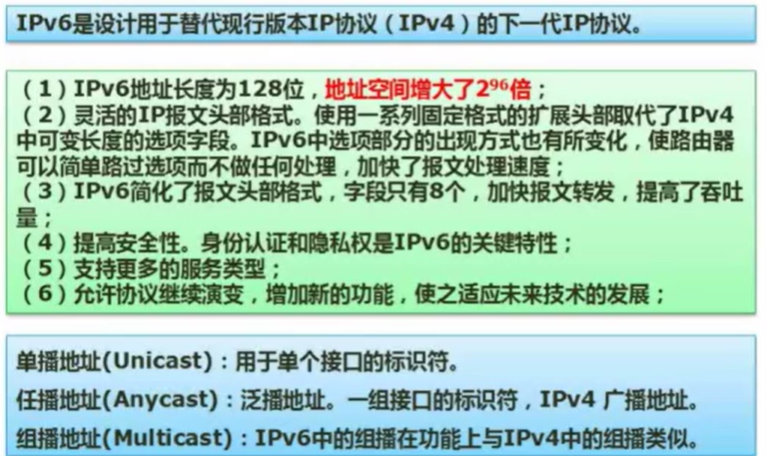 IPv6是设计用于替代现行版本IP协议（IPv4）的下一代IP协议。
（1）IPv6地址长度为128位，地址空间增大了2⁹⁶倍；
（2）灵活的IP报文头部格式。使用一系列固定格式的扩展头部取代了IPv4
中可变长度的选项字段。IPv6中选项部分的出现方式也有所变化，使路由器
可以简单路过选项而不做任何处理，加快了报文处理速度；
（3）IPv6简化了报文头部格式，字段只有8个，加快报文转发，提高了吞吐
量；
（4）提高安全性。身份认证和隐私权是IPv6的关键特性；
（5）支持更多的服务类型；
（6）允许协议继续演变，增加新的功能，使之适应未来技术的发展；
单播地址(Unicast)：用于单个接口的标识符。
任播地址(Anycast)：泛播地址。一组接口的标识符，IPv4 广播地址。
组播地址(Multicast)：IPv6中的组播在功能上与IPv4中的组播类似。